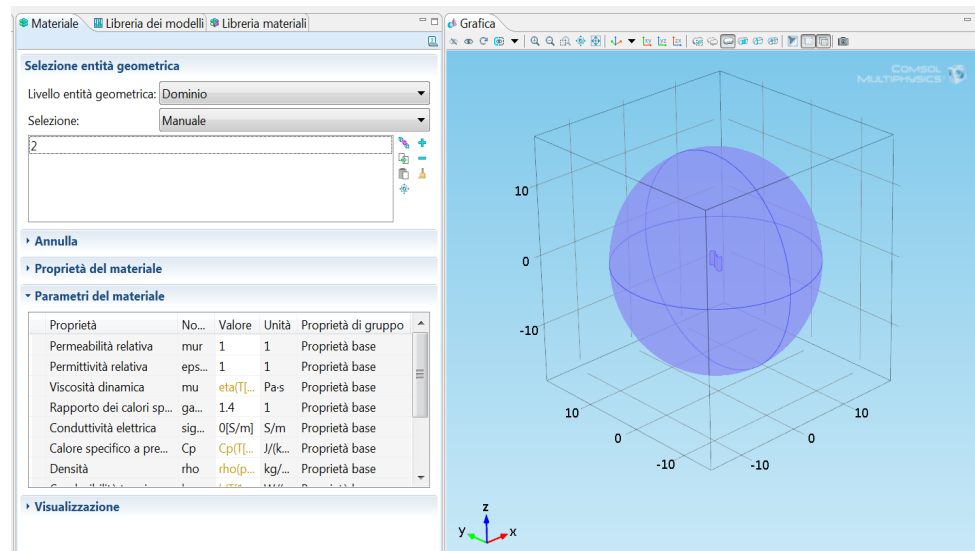 Materiale Libreria dei modelli Libreria materiali
Selezione entità geometrica
Livello entità geometrica: Dominio
Selezione: Manuale
2
Annulla
Proprietà del materiale
Parametri del materiale
Proprietà No... Valore Unità Proprietà di gruppo
Permeabilità relativa mur 1 1 Proprietà base
Permittività relativa eps... 1 1 Proprietà base
Viscosità dinamica mu eta(T[... Pa·s Proprietà base
Rapporto dei calori sp... ga... 1.4 1 Proprietà base
Conduttività elettrica sig... 0[S/m] S/m Proprietà base
Calore specifico a pre... Cp Cp(T[... J/(k... Proprietà base
Densità rho rho(p... kg/... Proprietà base
Visualizzazione
Grafica
COMSOL
MULTIPHYSICS
10
0
-10
10
0
-10
10
0
-10
z
y x